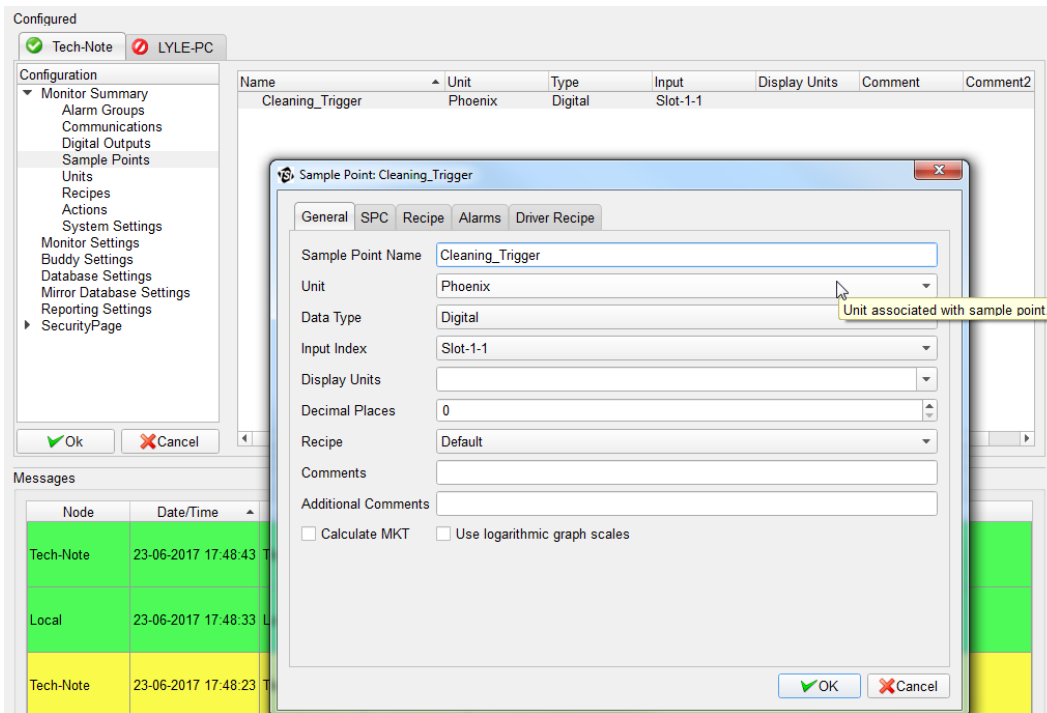 Configured
Tech-Note LYLE-PC
Configuration
Monitor Summary
Alarm Groups
Communications
Digital Outputs
Sample Points
Units
Recipes
Actions
System Settings
Monitor Settings
Buddy Settings
Database Settings
Mirror Database Settings
Reporting Settings
SecurityPage
Ok Cancel
Name Unit Type Input Display Units Comment Comment2
Cleaning_Trigger Phoenix Digital Slot-1-1
Sample Point: Cleaning_Trigger
General SPC Recipe Alarms Driver Recipe
Sample Point Name Cleaning_Trigger
Unit Phoenix
Unit associated with sample point
Data Type Digital
Input Index Slot-1-1
Display Units
Decimal Places 0
Recipe Default
Comments
Additional Comments
Calculate MKT Use logarithmic graph scales
OK Cancel
Messages
Node Date/Time
Tech-Note 23-06-2017 17:48:43
Local 23-06-2017 17:48:33
Tech-Note 23-06-2017 17:48:23